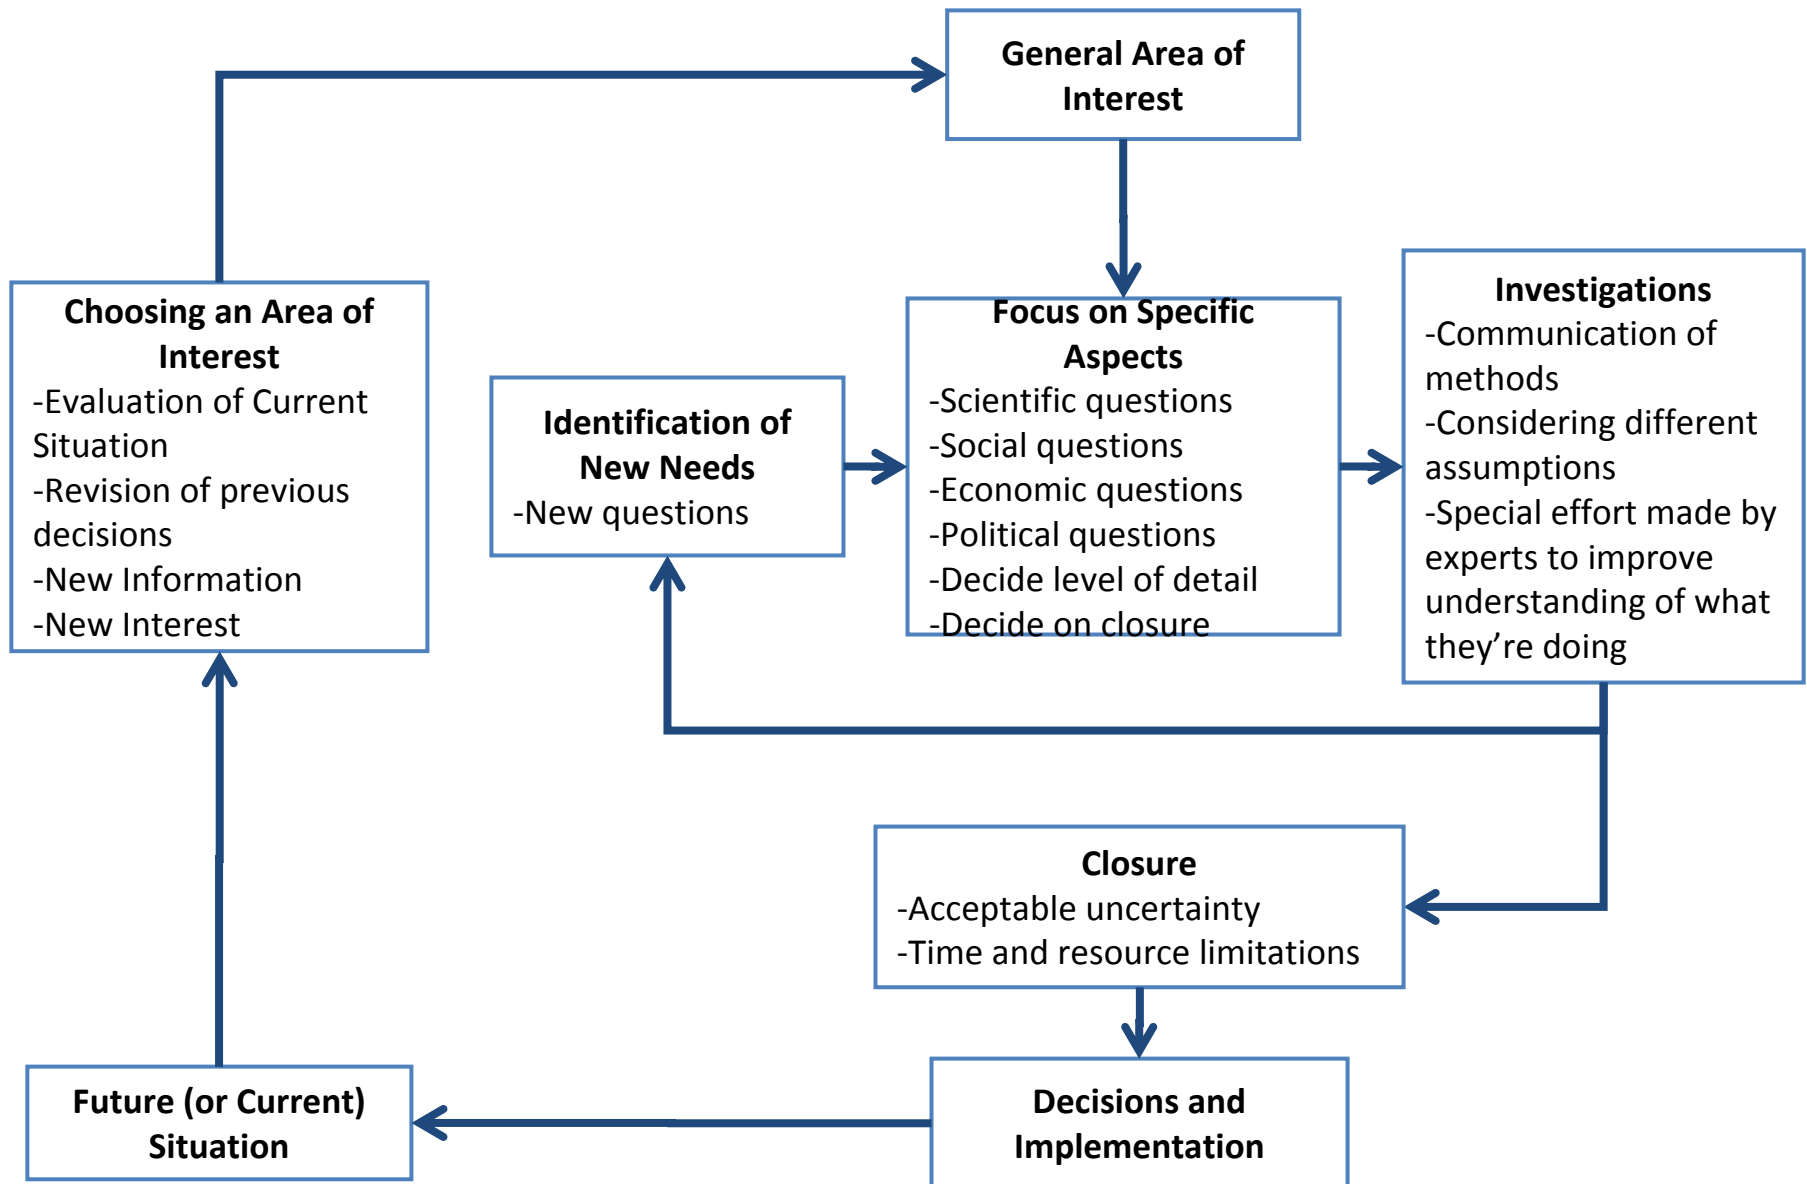 General Area of
Interest
Choosing an Area of
Interest
-Evaluation of Current
Situation
-Revision of previous
decisions
-New Information
-New Interest
Identification of
New Needs
-New questions
Focus on Specific
Aspects
-Scientific questions
-Social questions
-Economic questions
-Political questions
-Decide level of detail
-Decide on closure
Investigations
-Communication of
methods
-Considering different
assumptions
-Special effort made by
experts to improve
understanding of what
they’re doing
Closure
-Acceptable uncertainty
-Time and resource limitations
Future (or Current)
Situation
Decisions and
Implementation